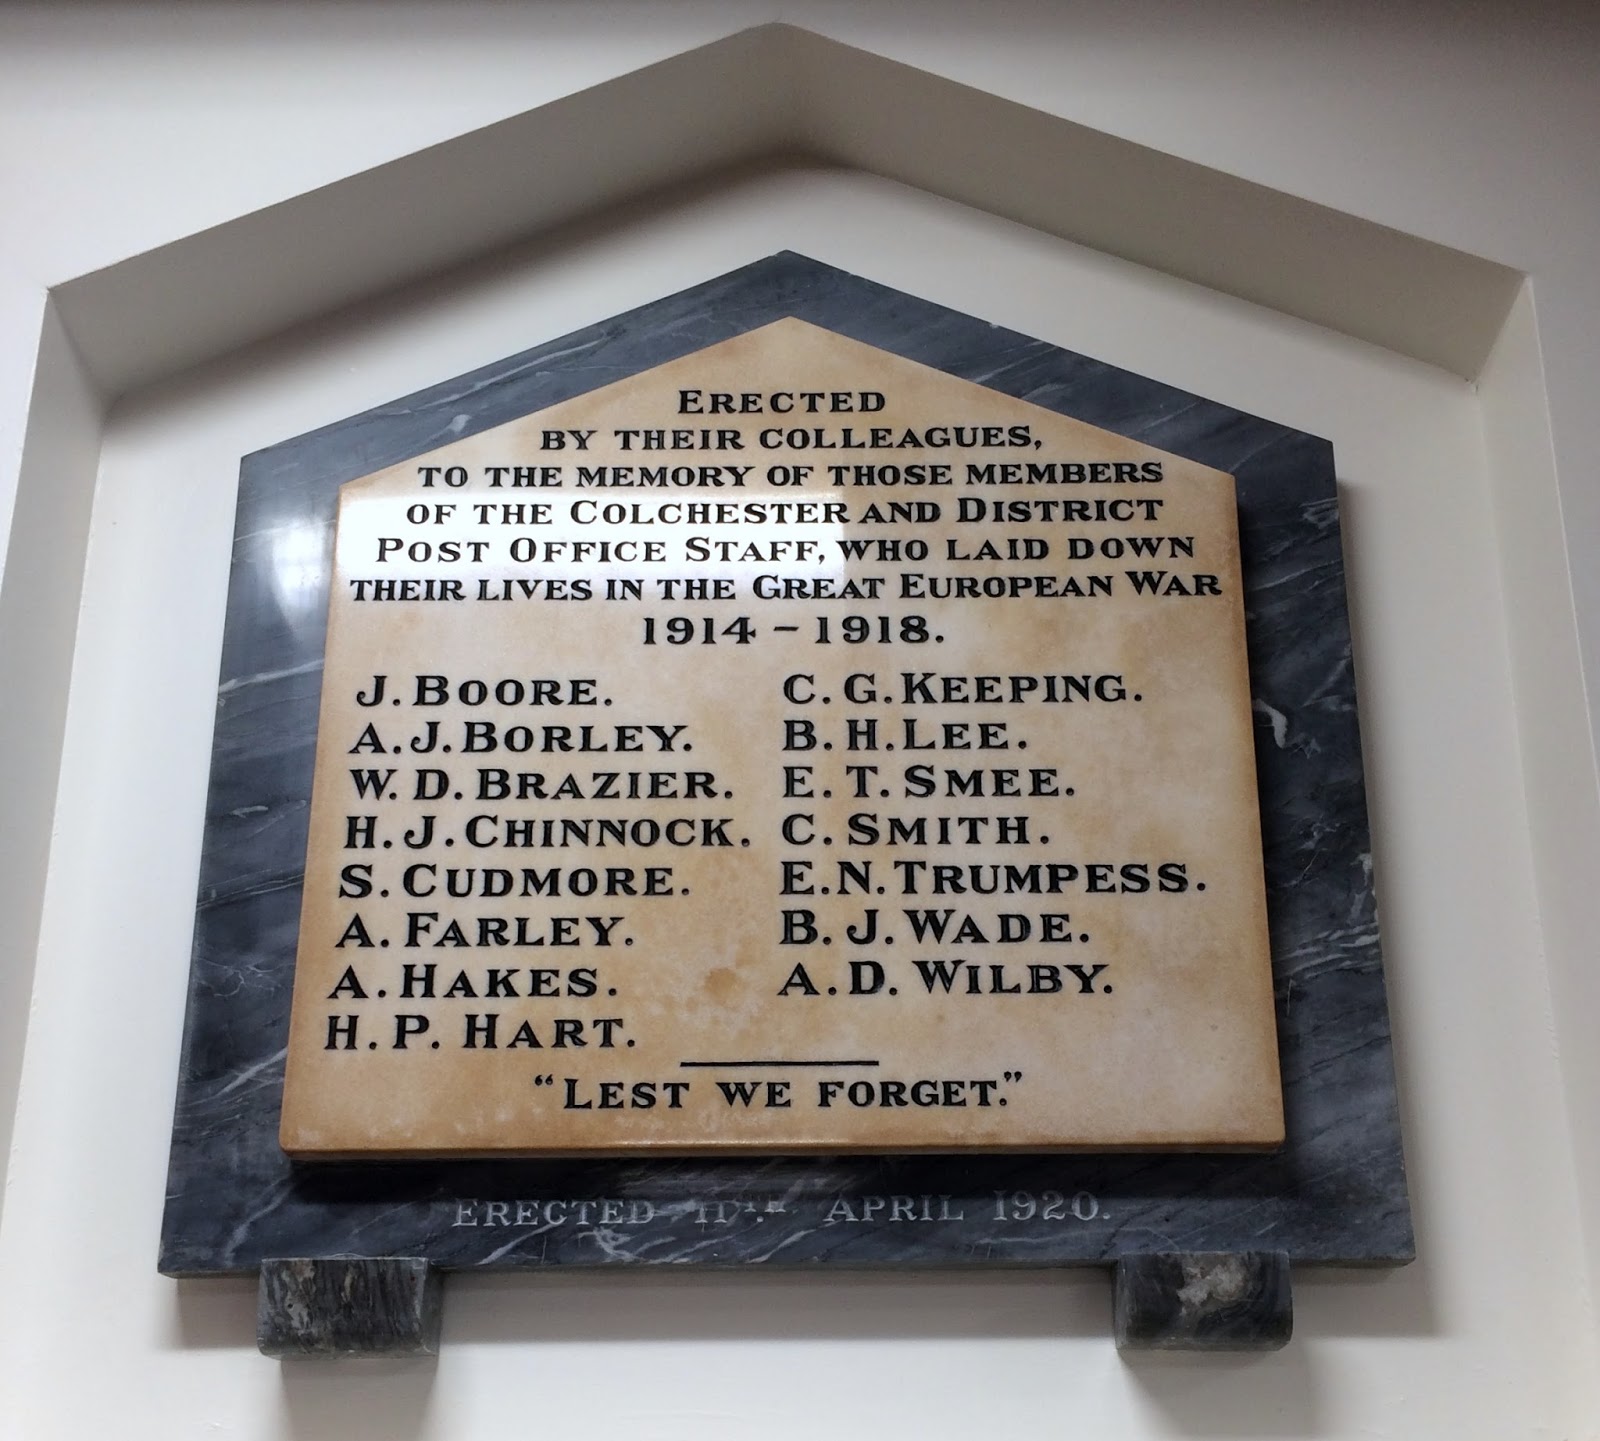 ERECTED
BY THEIR COLLEAGUES,
TO THE MEMORY OF THOSE MEMBERS
OF THE COLCHESTER AND DISTRICT
POST OFFICE STAFF, WHO LAID DOWN
THEIR LIVES IN THE GREAT EUROPEAN WAR
1914 – 1918.
J. BOORE.
A. J. BORLEY.
W. D. BRAZIER.
H. J. CHINNOCK.
S. CUDMORE.
A. FARLEY.
A. HAKES.
H. P. HART.
C. G. KEEPING.
B. H. LEE.
E. T. SMEE.
C. SMITH.
E. N. TRUMPESS.
B. J. WADE.
A. D. WILBY.
“LEST WE FORGET.”
ERECTED APRIL 1920.